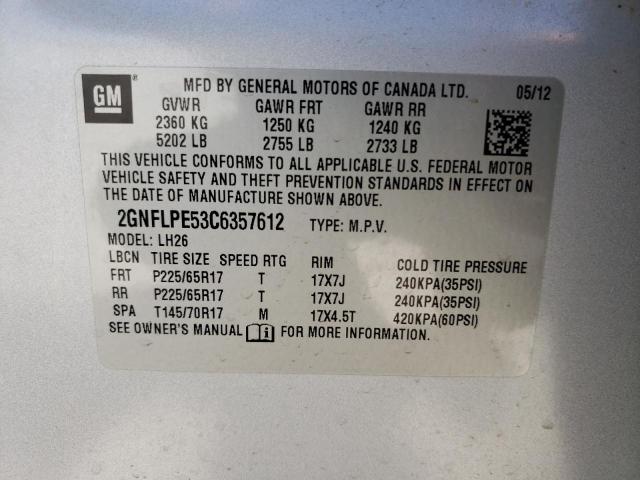 GM ® MFD BY GENERAL MOTORS OF CANADA LTD. 05/12
GVWR GAWR FRT GAWR RR
2360 KG 1250 KG 1240 KG
5202 LB 2755 LB 2733 LB
THIS VEHICLE CONFORMS TO ALL APPLICABLE U.S. FEDERAL MOTOR
VEHICLE SAFETY AND THEFT PREVENTION STANDARDS IN EFFECT ON
THE DATE OF MANUFACTURE SHOWN ABOVE.
2GNFLPE53C6357612 TYPE: M.P.V.
MODEL: LH26
LBCN TIRE SIZE SPEED RTG RIM COLD TIRE PRESSURE
FRT P225/65R17 T 17X7J 240KPA(35PSI)
RR P225/65R17 T 17X7J 240KPA(35PSI)
SPA T145/70R17 M 17X4.5T 420KPA(60PSI)
SEE OWNER'S MANUAL i FOR MORE INFORMATION.